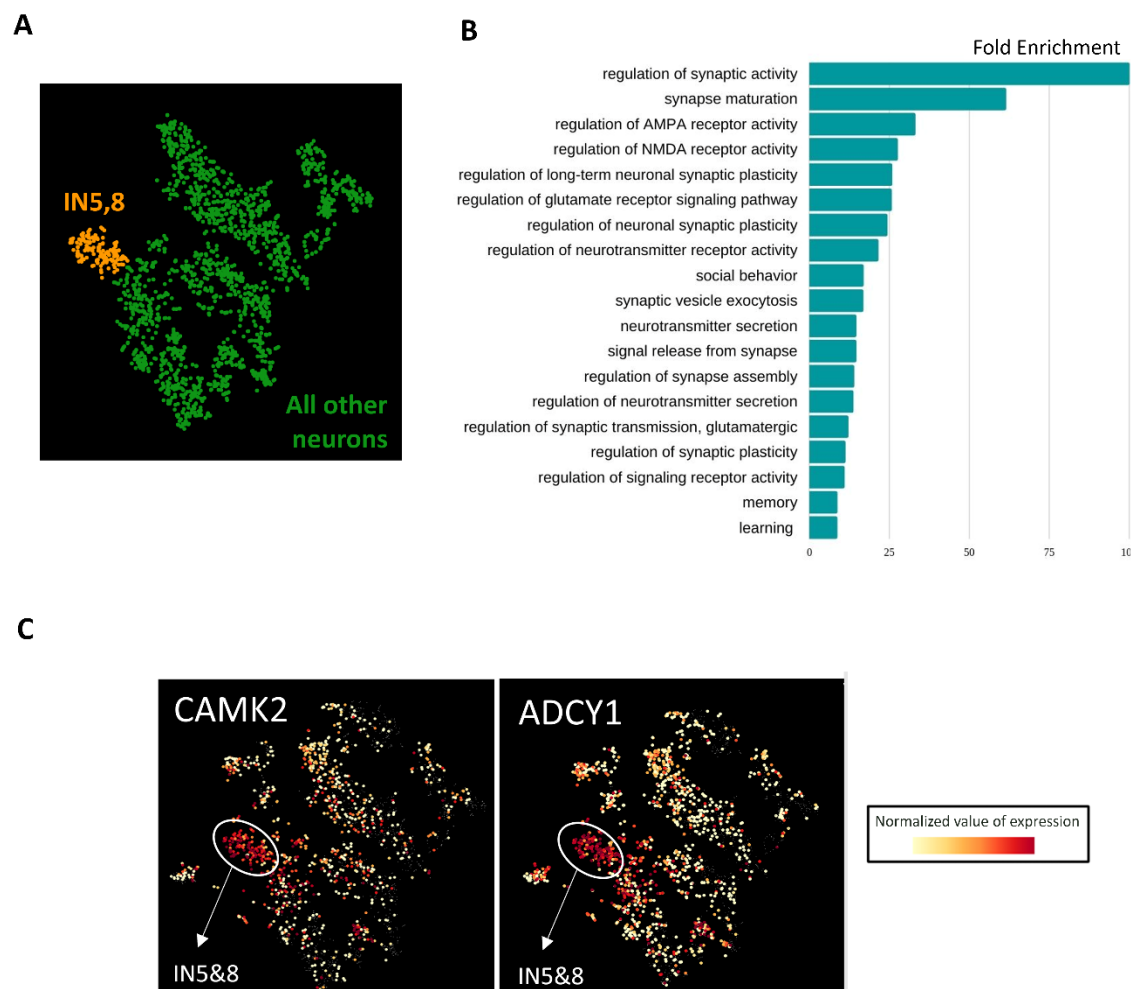 A
IN5,8
All other
neurons
B
Fold Enrichment
regulation of synaptic activity
synapse maturation
regulation of AMPA receptor activity
regulation of NMDA receptor activity
regulation of long-term neuronal synaptic plasticity
regulation of glutamate receptor signaling pathway
regulation of neuronal synaptic plasticity
regulation of neurotransmitter receptor activity
social behavior
synaptic vesicle exocytosis
neurotransmitter secretion
signal release from synapse
regulation of synapse assembly
regulation of neurotransmitter secretion
regulation of synaptic transmission, glutamatergic
regulation of synaptic plasticity
regulation of signaling receptor activity
memory
learning
0 25 50 75 10
C
CAMK2
IN5&8
ADCY1
IN5&8
Normalized value of expression